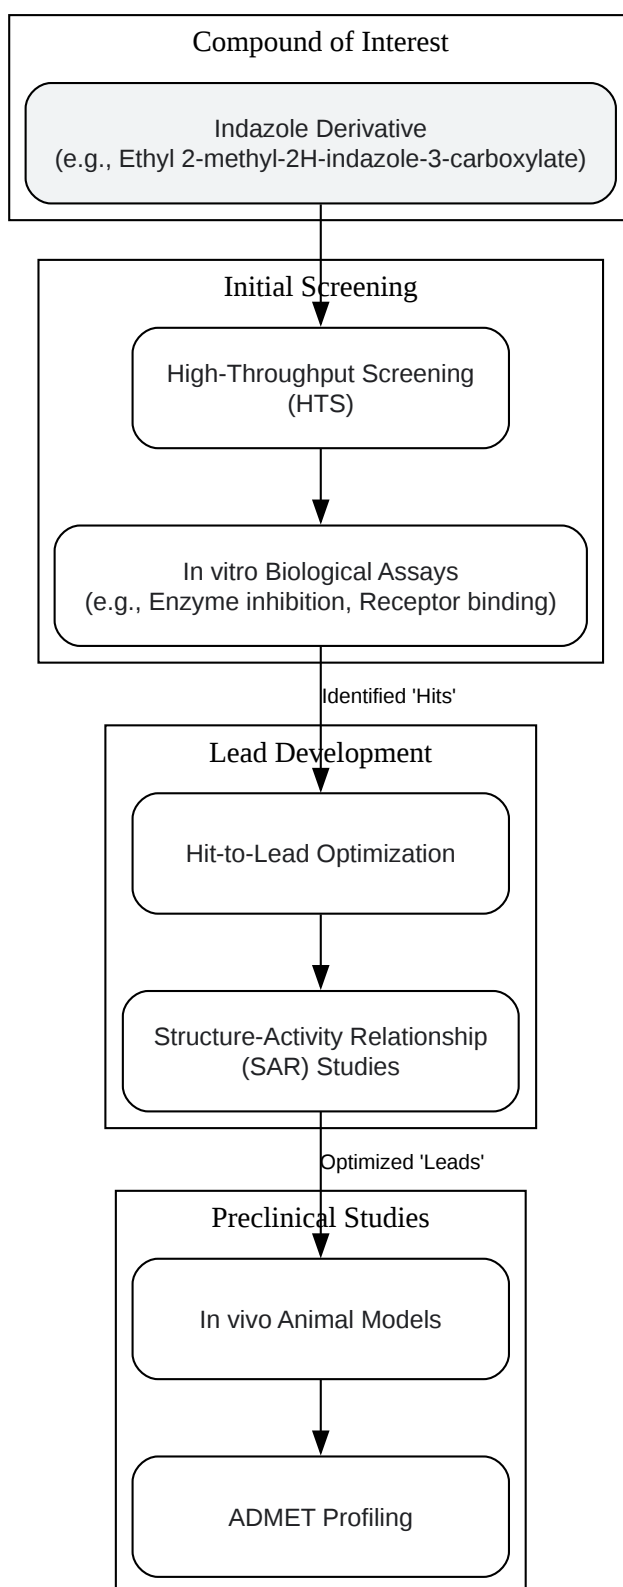 Compound of Interest
Indazole Derivative
(e.g., Ethyl 2-methyl-2H-indazole-3-carboxylate)
Initial Screening
High-Throughput Screening
(HTS)
In vitro Biological Assays
(e.g., Enzyme inhibition, Receptor binding)
Identified 'Hits'
Lead Development
Hit-to-Lead Optimization
Structure-Activity Relationship
(SAR) Studies
Optimized 'Leads'
Preclinical Studies
In vivo Animal Models
ADMET Profiling